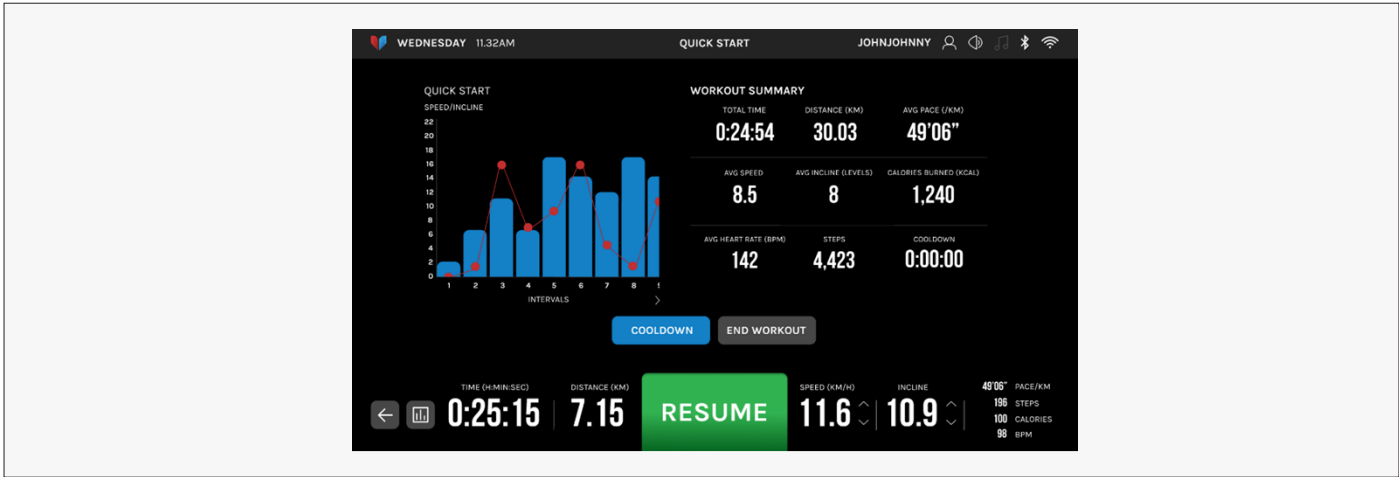 WEDNESDAY 11.32AM
QUICK START
JOHNJOHNNY
QUICK START
SPEED/INCLINE
22
20
18
16
14
12
10
8
6
4
2
0
1 2 3 4 5 6 7 8 9
INTERVALS
WORKOUT SUMMARY
TOTAL TIME DISTANCE (KM) AVG PACE (/KM)
0:24:54 30.03 49'06"
AVG SPEED AVG INCLINE (LEVELS) CALORIES BURNED (KCAL)
8.5 8 1,240
AVG HEART RATE (BPM) STEPS COOLDOWN
142 4,423 0:00:00
COOLDOWN END WORKOUT
TIME (H:MIN:SEC) DISTANCE (KM)
0:25:15 7.15
RESUME
SPEED (KM/H) INCLINE
11.6 10.9
49'06" PACE/KM
196 STEPS
100 CALORIES
98 BPM